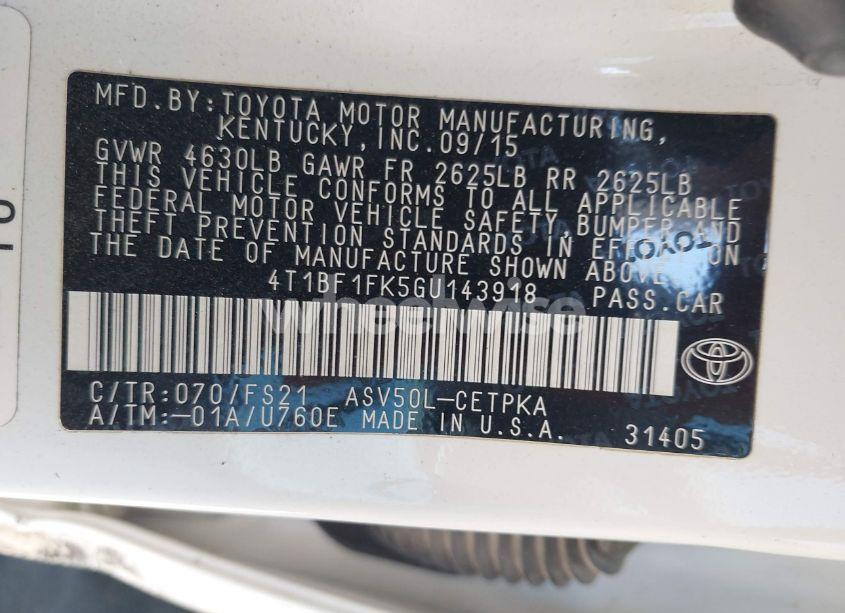 MFD.BY:TOYOTA MOTOR MANUFACTURING,
KENTUCKY, INC.09/15
GVWR 4630LB GAWR FR 2625LB RR 2625LB
THIS VEHICLE CONFORMS TO ALL APPLICABLE
FEDERAL MOTOR VEHICLE SAFETY,BUMPER AND
THEFT PREVENTION STANDARDS IN EFFECT ON
THE DATE OF MANUFACTURE SHOWN ABOVE.
TOYOTA
4T1BF1FK5GU143918 PASS.CAR
wheelwise
C/TR:070/FS21 ASV50L-CETPKA
A/TM:-01A/U760E MADE IN U.S.A. 31405